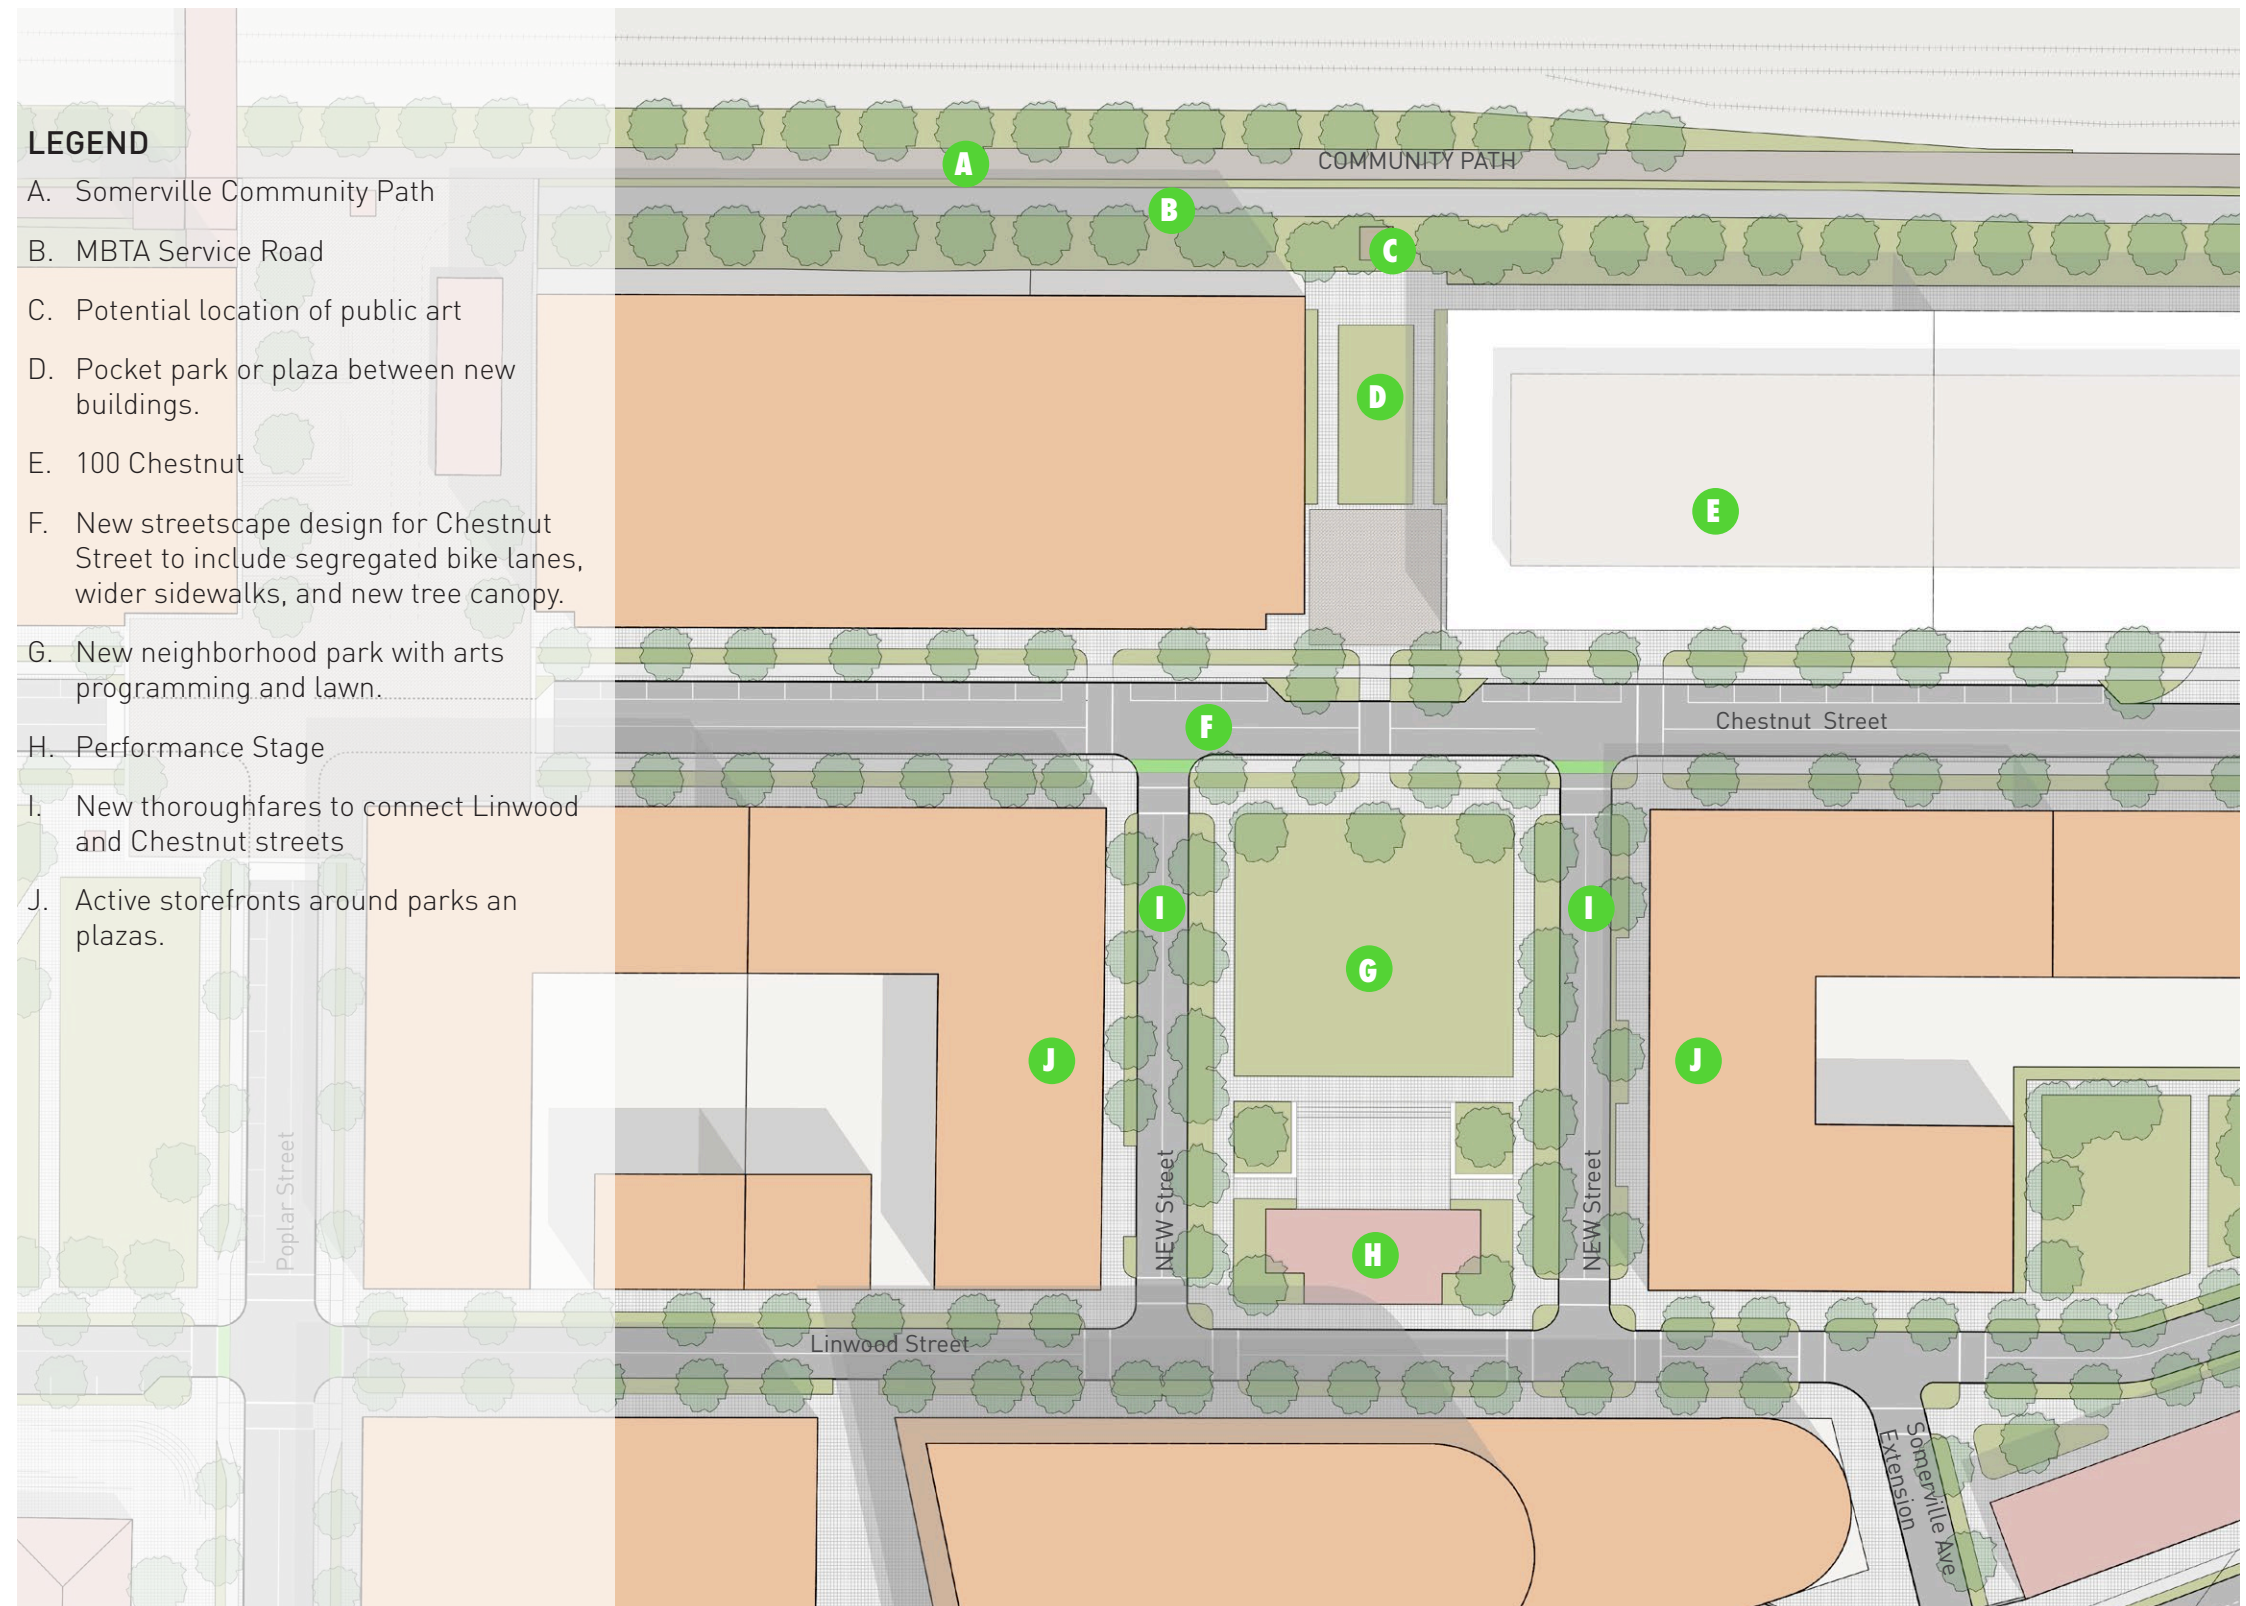 LEGEND
A. Somerville Community Path
B. MBTA Service Road
C. Potential location of public art
D. Pocket park or plaza between new
buildings.
E. 100 Chestnut
F. New streetscape design for Chestnut
Street to include segregated bike lanes,
wider sidewalks, and new tree canopy.
G. New neighborhood park with arts
programming and lawn.
H. Performance Stage
I. New thoroughfares to connect Linwood
and Chestnut streets
J. Active storefronts around parks an
plazas.
A
COMMUNITY PATH
B
C
D
E
F
Chestnut Street
I
I
G
J
J
Poplar Street
NEW Street
NEW Street
H
Linwood Street
Somerville Ave
Extension